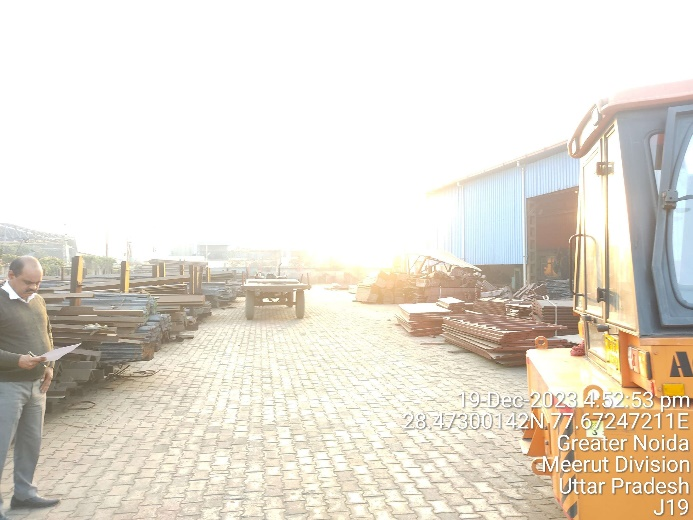 19-Dec-2023 4:52:53 pm
28.47300142N 77.67247211E
Greater Noida
Meerut Division
Uttar Pradesh
J19